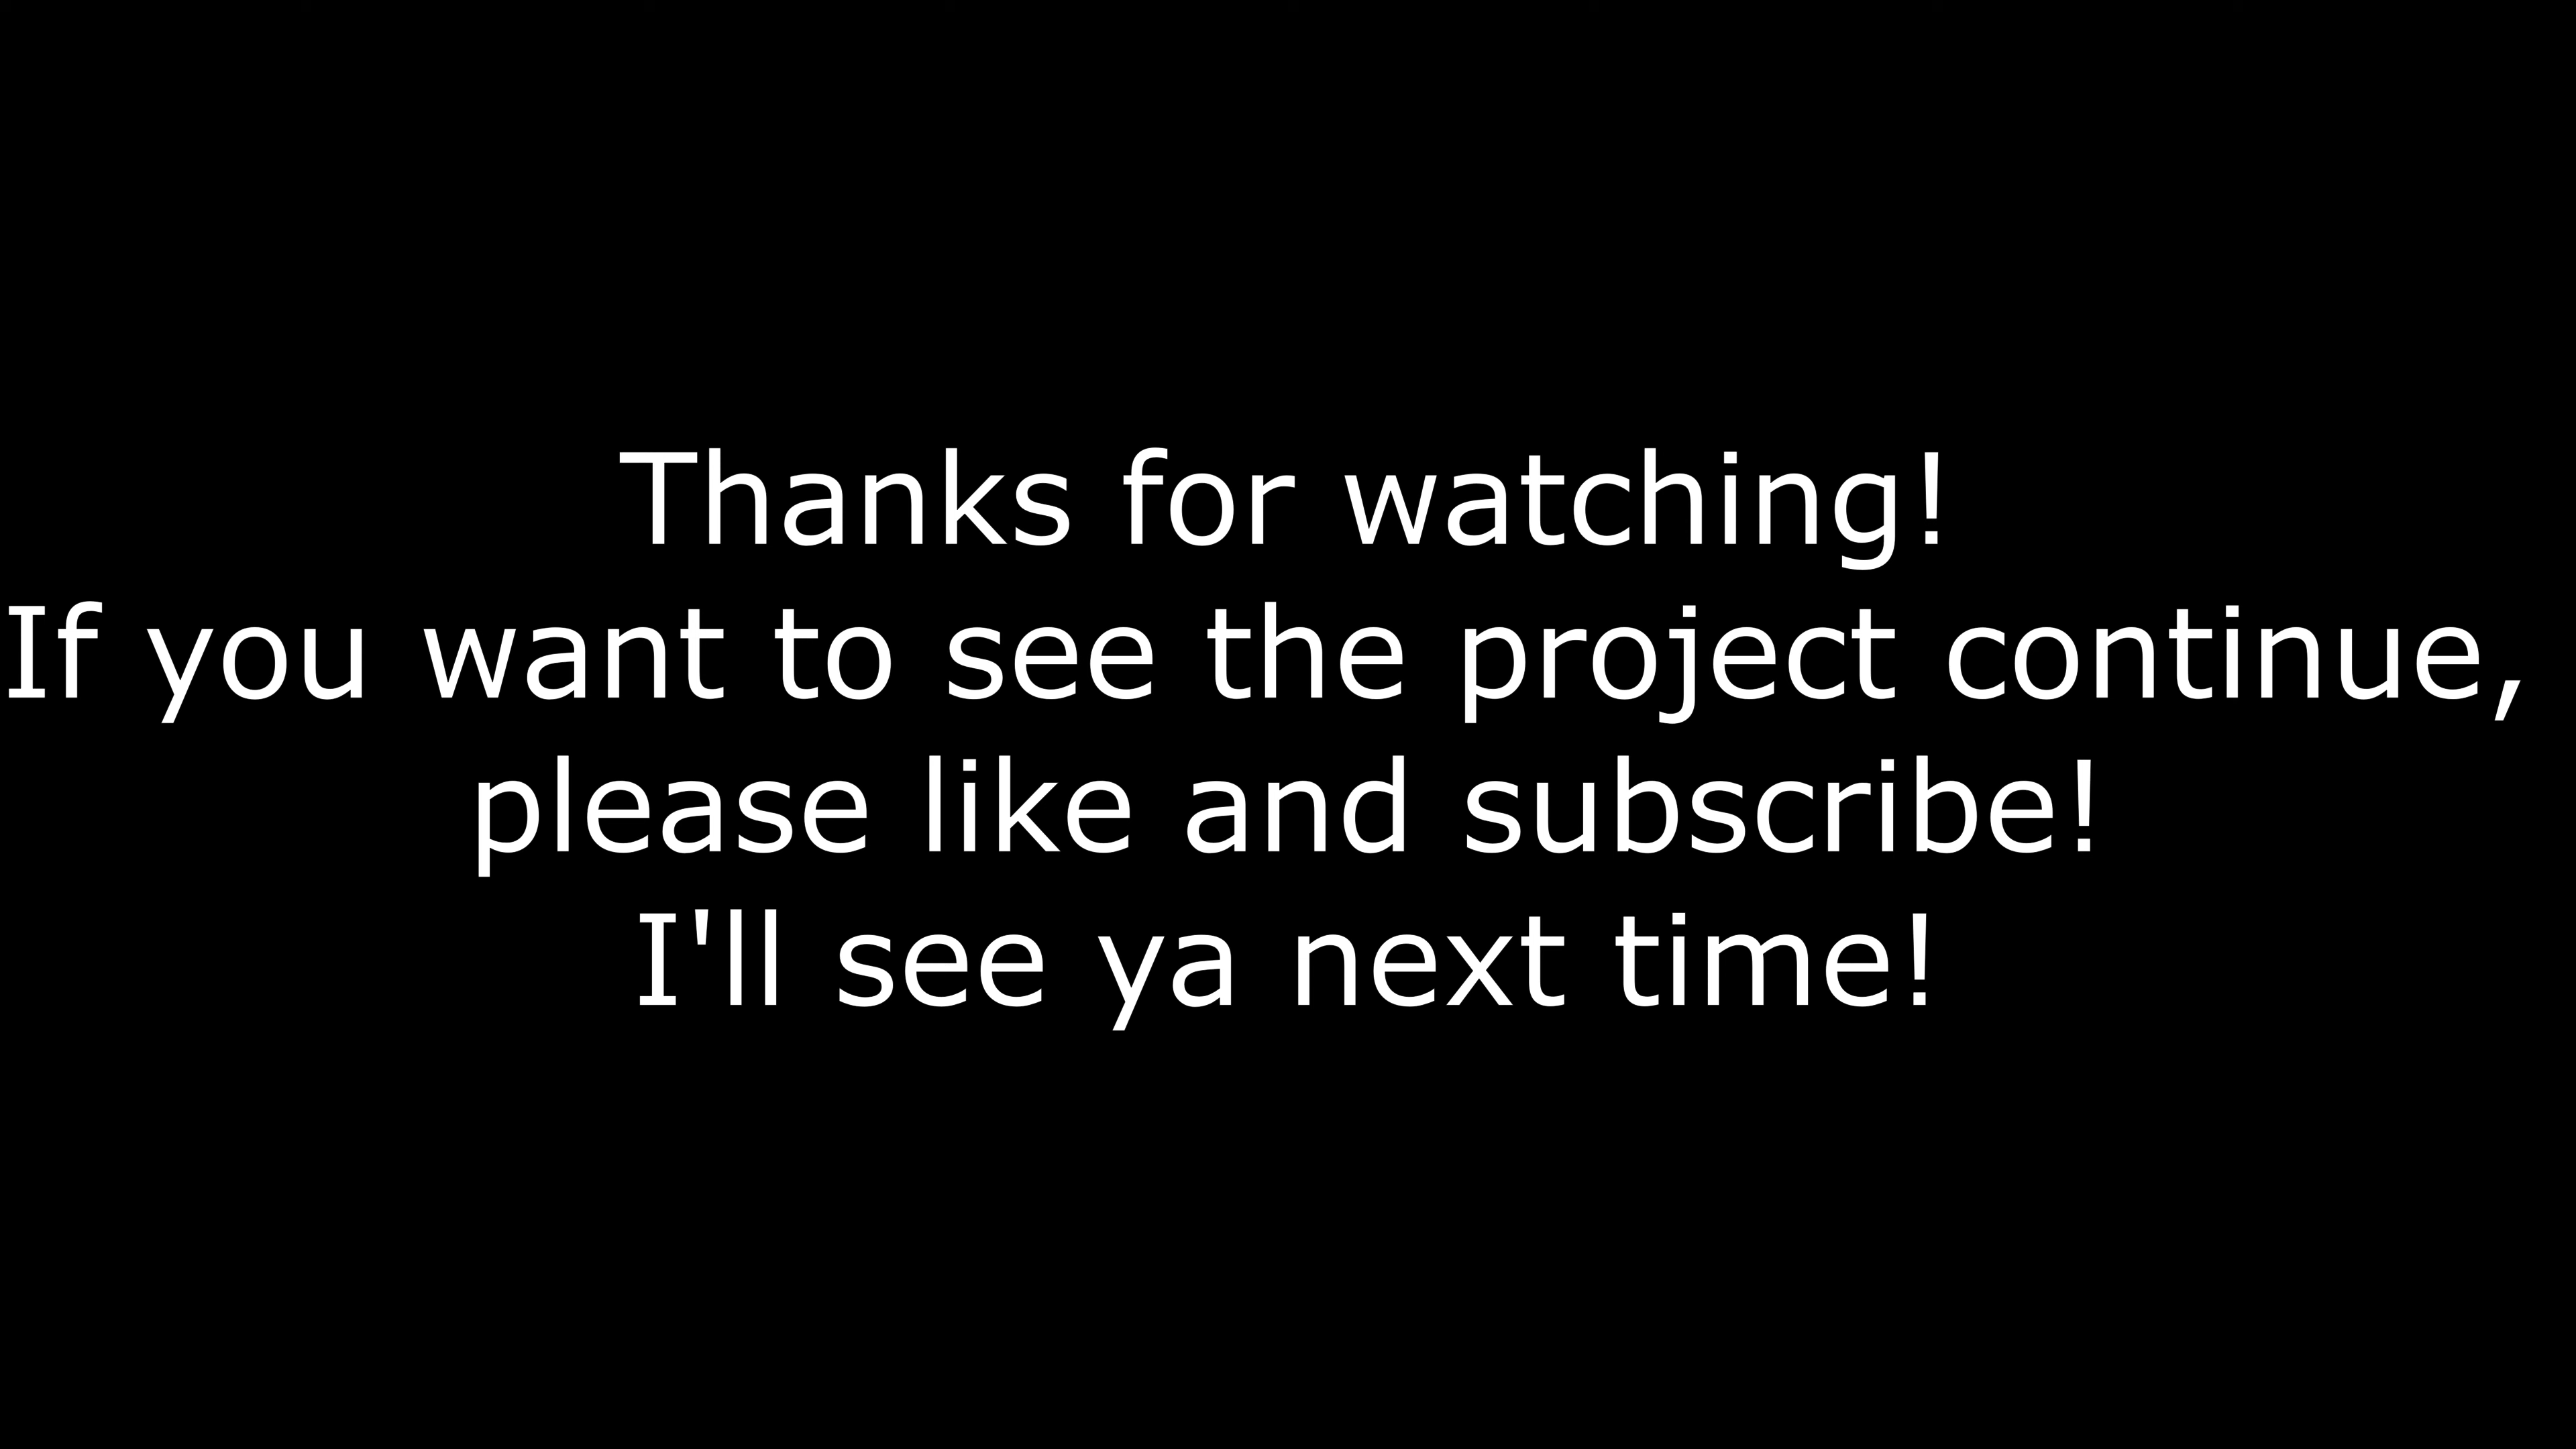 Thanks for watching!
If you want to see the project continue,
please like and subscribe!
I'll see ya next time!